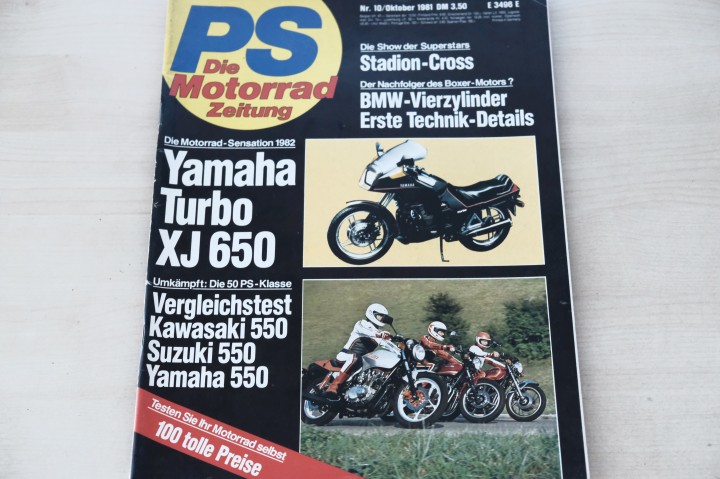 PS
Die
Motorrad
Zeitung
Nr. 10/Oktober 1981 DM 3.50
E 3496 E
Die Show der Superstars
Stadion-Cross
Der Nachfolger des Boxer-Motors?
BMW-Vierzylinder
Erste Technik-Details
Die Motorrad-Sensation 1982
Yamaha
Turbo
XJ 650
YAMAHA
Umkämpft: Die 50 PS-Klasse
Vergleichstest
Kawasaki 550
Suzuki 550
Yamaha 550
Testen Sie Ihr Motorrad selbst
100 tolle Preise